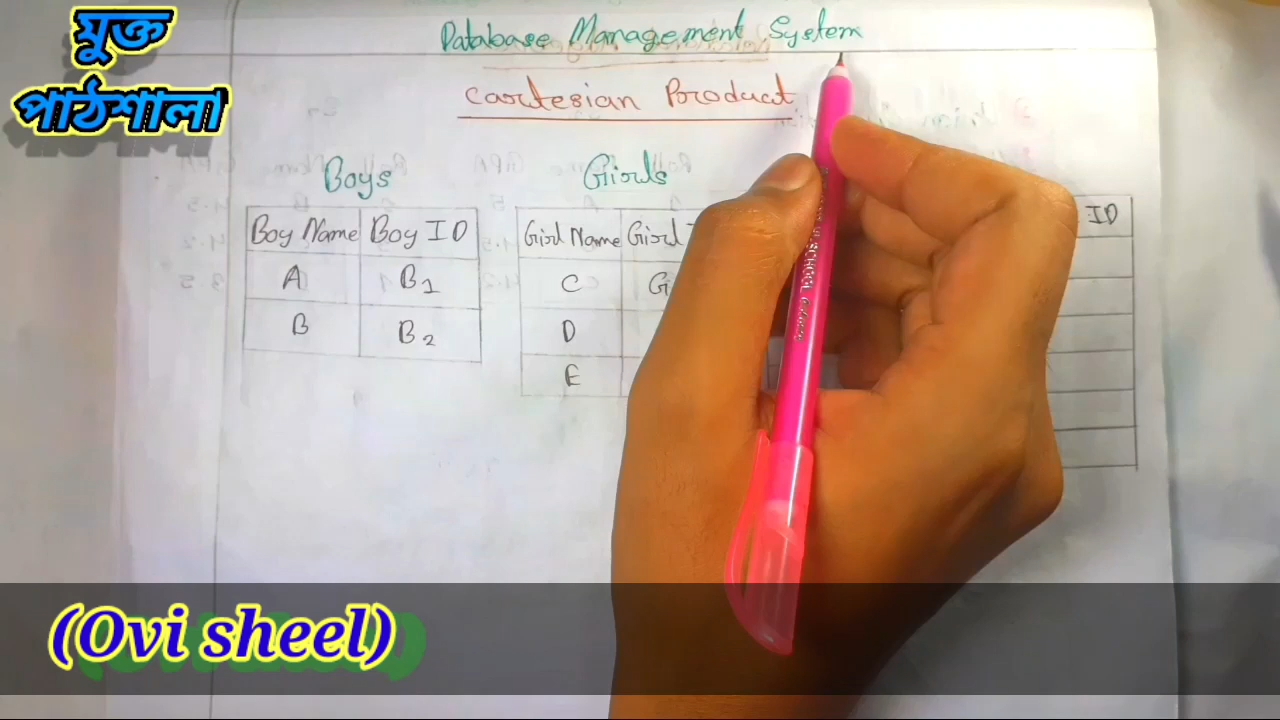 মুক্ত
পাঠশালা
Database Management System
Cartesian Product
Boys
Girls
Boy Name Boy ID
A B1
B B2
Girl Name Girl
C G
D
E
ID
(Ovi sheel)